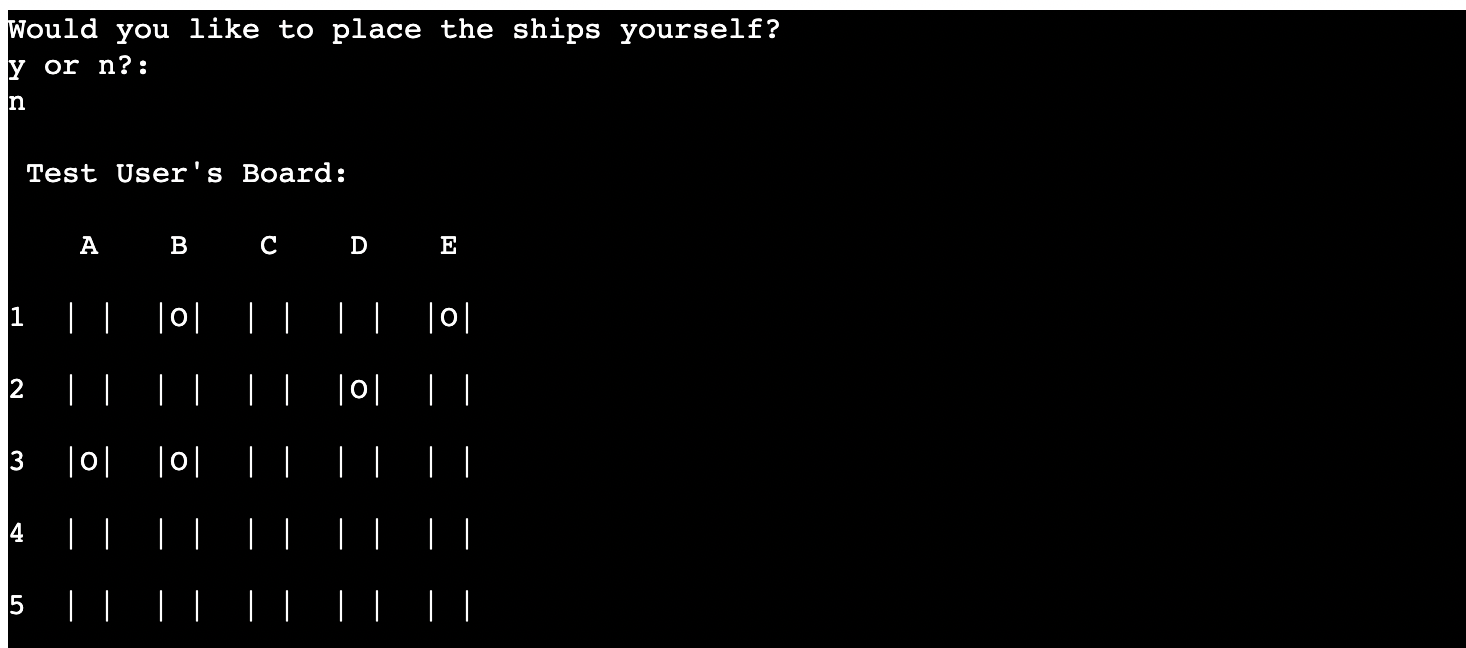 Would you like to place the ships yourself?
y or n?:
n
Test User's Board:
A B C D E
1 | | |O| | | | | |O|
2 | | | | | | |O| | |
3 |O| |O| | | | | | |
4 | | | | | | | | | |
5 | | | | | | | | | |